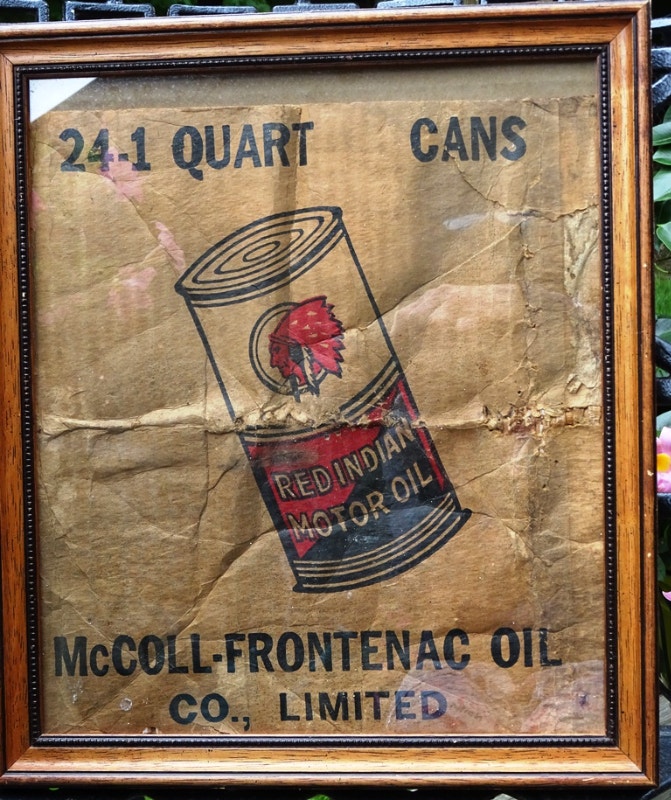 24-1 QUART CANS
RED INDIAN
MOTOR OIL
McCOLL-FRONTENAC OIL
CO., LIMITED